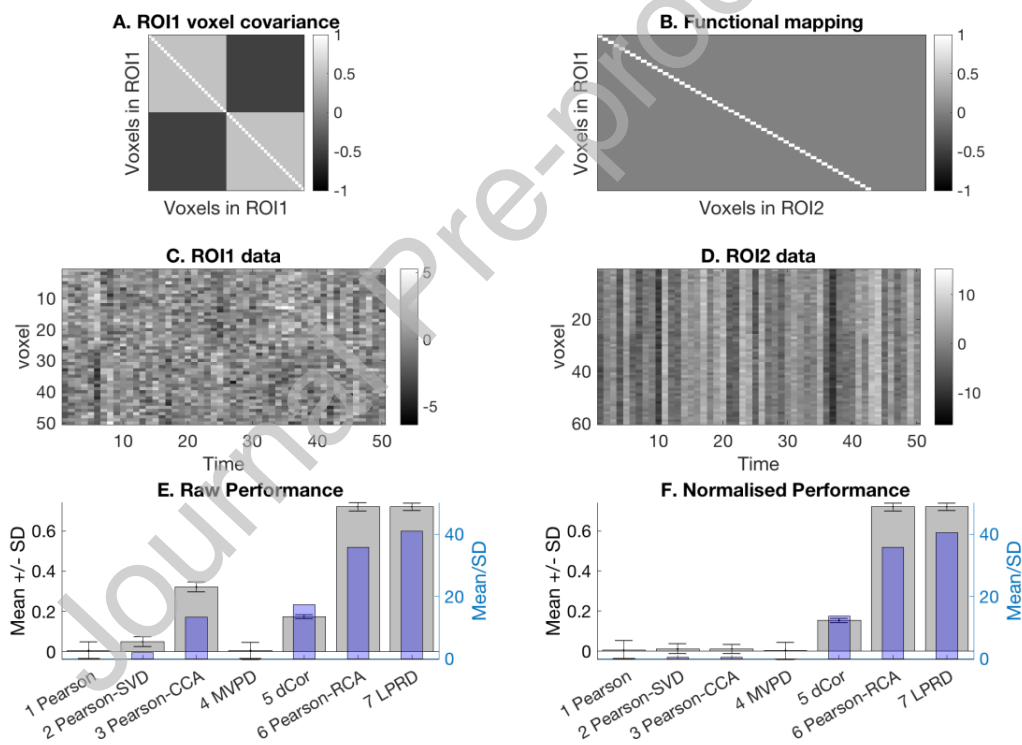 A. ROI1 voxel covariance
Voxels in ROI1
1
0.5
0
-0.5
-1
Voxels in ROI1
B. Functional mapping
Voxels in ROI1
1
0.5
0
-0.5
-1
Voxels in ROI2
C. ROI1 data
voxel
10
20
30
40
50
10 20 30 40 50
Time
5
0
-5
D. ROI2 data
voxel
20
40
60
10 20 30 40 50
Time
10
0
-10
E. Raw Performance
Mean +/- SD
0.6
0.4
0.2
0
40
20
0
Mean/SD
1 Pearson
2 Pearson-SVD
3 Pearson-CCA
4 MVPD
5 dCor
6 Pearson-RCA
7 LPRD
F. Normalised Performance
Mean +/- SD
0.6
0.4
0.2
0
40
20
0
Mean/SD
1 Pearson
2 Pearson-SVD
3 Pearson-CCA
4 MVPD
5 dCor
6 Pearson-RCA
7 LPRD
Journal Pre-proo